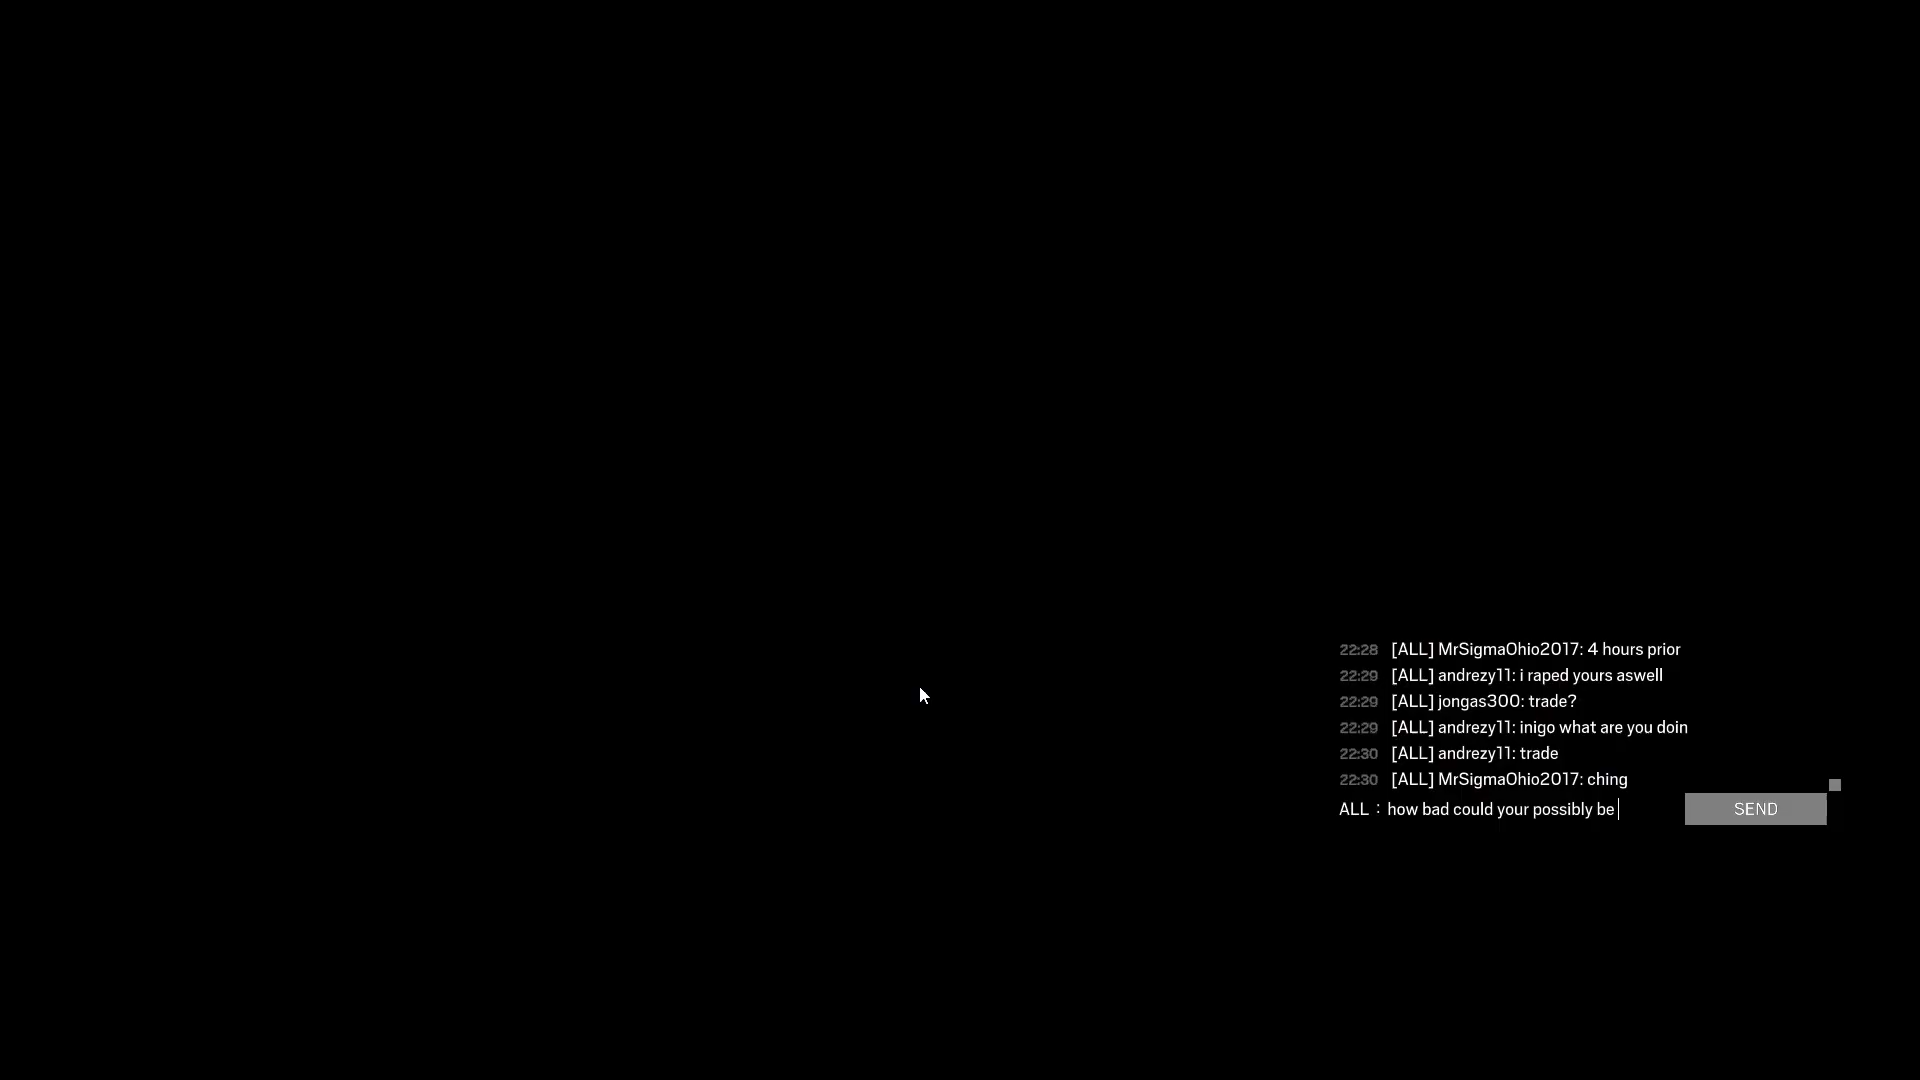 22:28 [ALL] MrSigmaOhio2017: 4 hours prior
22:29 [ALL] andrezy11: i raped yours aswell
22:29 [ALL] jongas300: trade?
22:29 [ALL] andrezy11: inigo what are you doin
22:30 [ALL] andrezy11: trade
22:30 [ALL] MrSigmaOhio2017: ching
ALL : how bad could your possibly be SEND